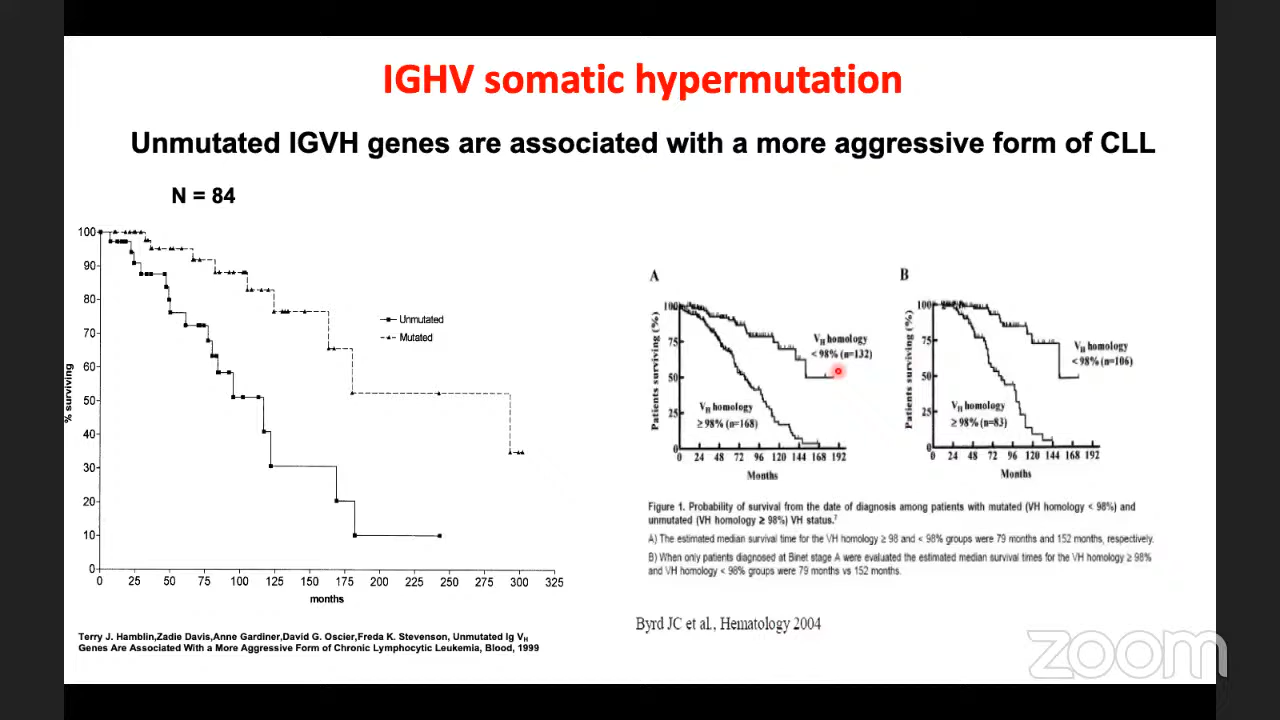 IGHV somatic hypermutation
Unmutated IGVH genes are associated with a more aggressive form of CLL
N = 84
100
90
80
70
60
50
40
30
20
10
0
% surviving
Unmutated
Mutated
0 25 50 75 100 125 150 175 200 225 250 275 300 325
months
Terry J. Hamblin,Zadie Davis,Anne Gardiner,David G. Oscier,Freda K. Stevenson, Unmutated Ig VH
Genes Are Associated With a More Aggressive Form of Chronic Lymphocytic Leukemia, Blood, 1999
A
100
75
50
25
0
Patients surviving (%)
VH homology
< 98% (n=132)
VH homology
≥ 98% (n=168)
0 24 48 72 96 120 144 168 192
Months
B
100
75
50
25
0
Patients surviving (%)
VH homology
< 98% (n=106)
VH homology
≥ 98% (n=83)
0 24 48 72 96 120 144 168 192
Months
Figure 1. Probability of survival from the date of diagnosis among patients with mutated (VH homology < 98%) and
unmutated (VH homology ≥ 98%) VH status.7
A) The estimated median survival time for the VH homology ≥ 98 and < 98% groups were 79 months and 152 months, respectively.
B) When only patients diagnosed at Binet stage A were evaluated the estimated median survival times for the VH homology ≥ 98%
and VH homology < 98% groups were 79 months vs 152 months.
Byrd JC et al., Hematology 2004
zoom